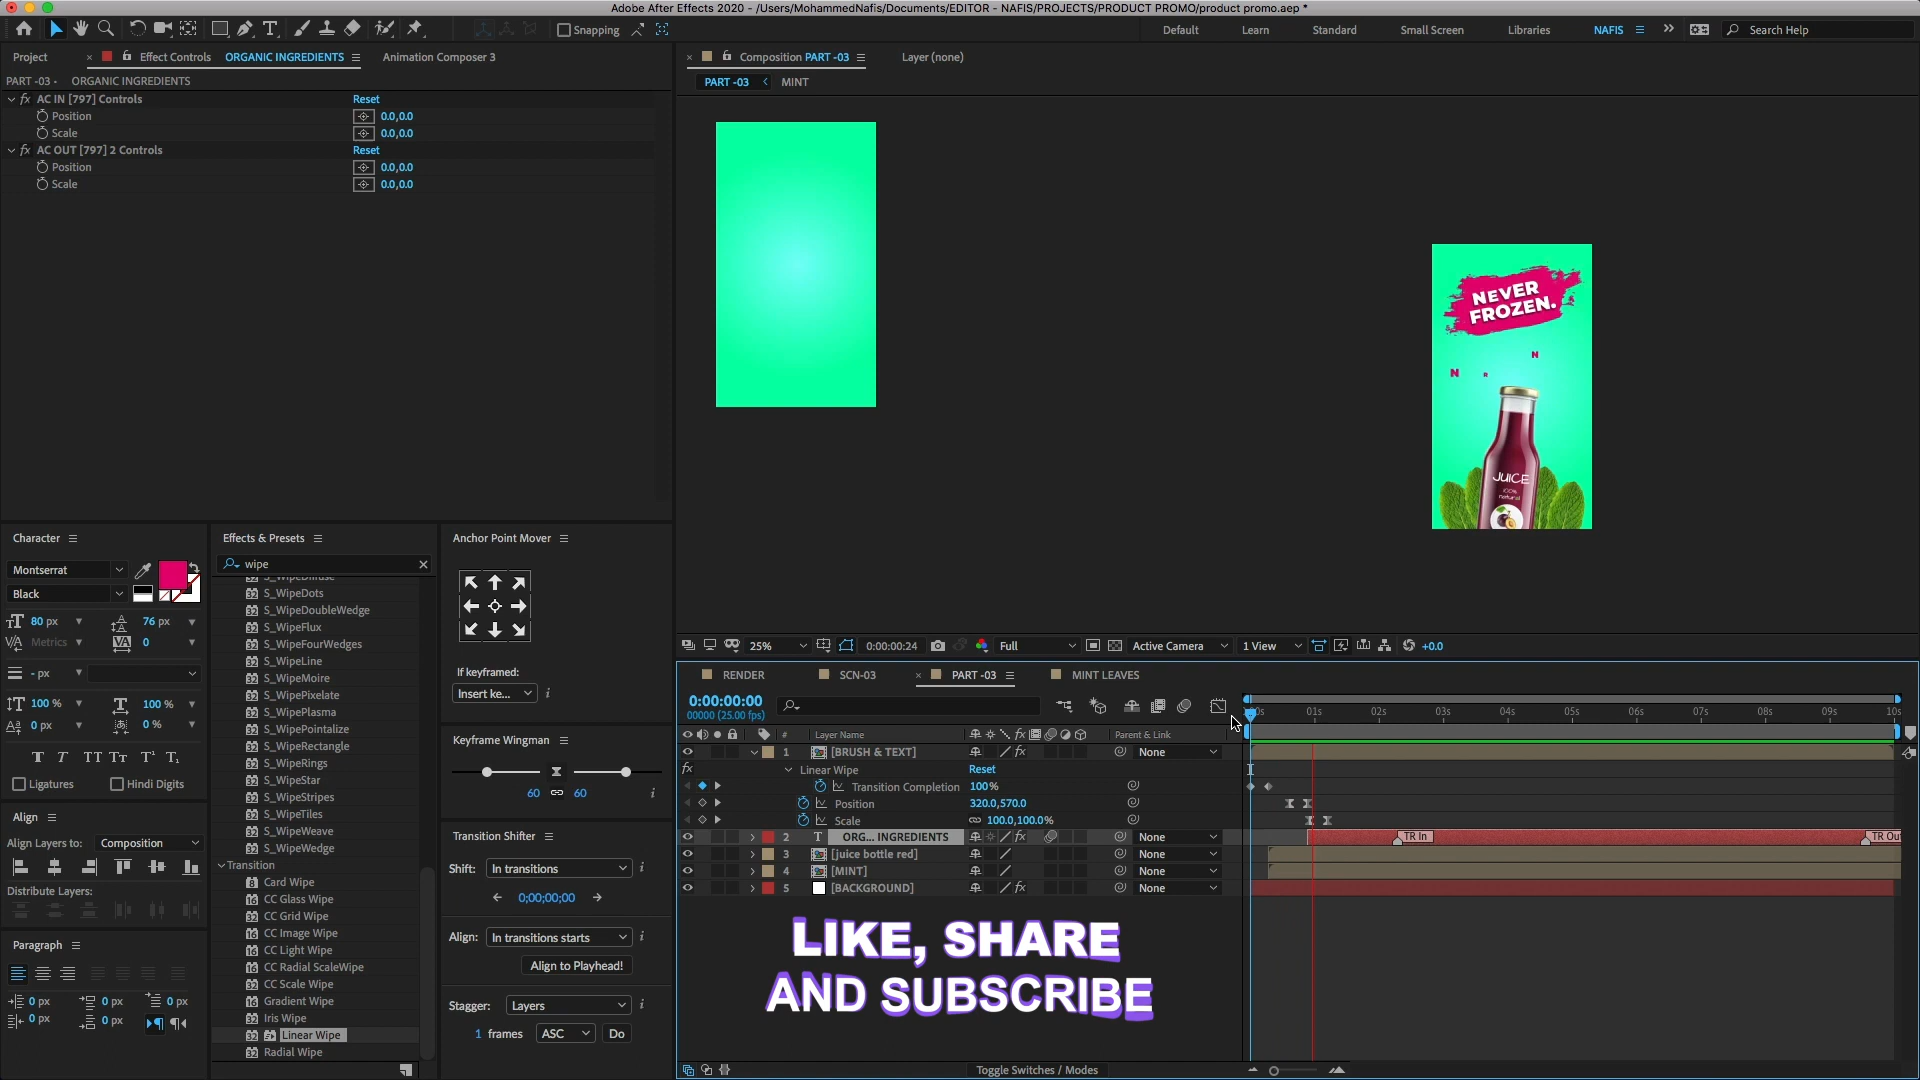 Adobe After Effects 2020 - /Users/MohammedNafis/Documents/EDITOR - NAFIS/PROJECTS/PRODUCT PROMO/product promo.aep *
Snapping
Default
Learn
Standard
Small Screen
Libraries
NAFIS
Search Help
Project
Effect Controls ORGANIC INGREDIENTS
Animation Composer 3
Composition PART -03
Layer (none)
PART -03 • ORGANIC INGREDIENTS
PART -03
MINT
fx AC IN [797] Controls Reset
Position 0.0,0.0
Scale 0.0,0.0
fx AC OUT [797] 2 Controls Reset
Position 0.0,0.0
Scale 0.0,0.0
NEVER
FROZEN.
N
N
R
JUICE
100%
natural
Character
Montserrat
Black
80 px
76 px
Metrics
0
- px
100 %
100 %
0 px
0 %
Ligatures
Hindi Digits
Align
Align Layers to: Composition
Distribute Layers:
Paragraph
0 px
0 px
0 px
0 px
0 px
Effects & Presets
wipe
S_WipeDiffuse
S_WipeDots
S_WipeDoubleWedge
S_WipeFlux
S_WipeFourWedges
S_WipeLine
S_WipeMoire
S_WipePixelate
S_WipePlasma
S_WipePointalize
S_WipeRectangle
S_WipeRings
S_WipeStar
S_WipeStripes
S_WipeTiles
S_WipeWeave
S_WipeWedge
Transition
Card Wipe
CC Glass Wipe
CC Grid Wipe
CC Image Wipe
CC Light Wipe
CC Radial ScaleWipe
CC Scale Wipe
Gradient Wipe
Iris Wipe
Linear Wipe
Radial Wipe
Anchor Point Mover
If keyframed:
Insert ke...
Keyframe Wingman
60
60
Transition Shifter
Shift: In transitions
0;00;00;00
Align: In transitions starts
Align to Playhead!
Stagger: Layers
1 frames ASC Do
25%
0:00:00:24
Full
Active Camera
1 View
+0.0
RENDER
SCN-03
PART -03
MINT LEAVES
0:00:00:00
00000 (25.00 fps)
01s
02s
03s
04s
05s
06s
07s
08s
09s
10s
# Layer Name
Parent & Link
1 [BRUSH & TEXT] None
Linear Wipe Reset
Transition Completion 100%
Position 320.0,570.0
Scale 100.0,100.0%
2 T ORG... INGREDIENTS None
TR In
TR Out
3 [juice bottle red] None
4 [MINT] None
5 [BACKGROUND] None
LIKE, SHARE
AND SUBSCRIBE
Toggle Switches / Modes